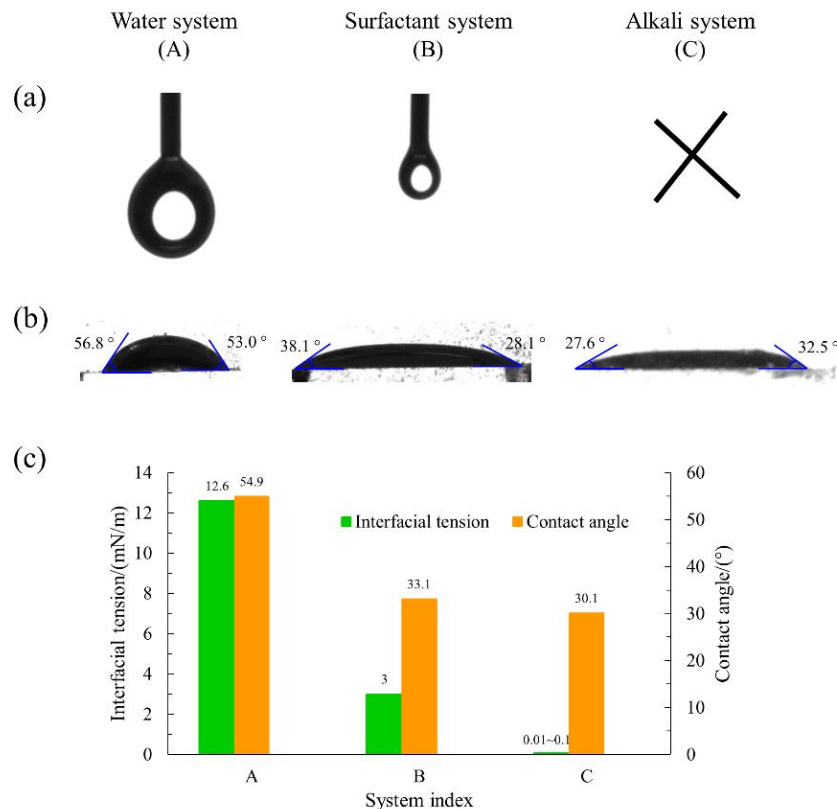 Water system Surfactant system Alkali system
(A) (B) (C)
(a)
(b)
56.8 ° 53.0 ° 38.1 ° 28.1 ° 27.6 ° 32.5 °
(c)
14 60
12.6 54.9
12 50
Interfacial tension Contact angle
10 40
8 33.1 30.1
6 30
4 20
3
2 10
0.01~0.1
0 0
Interfacial tension/(mN/m)
Contact angle/(°)
A B C
System index